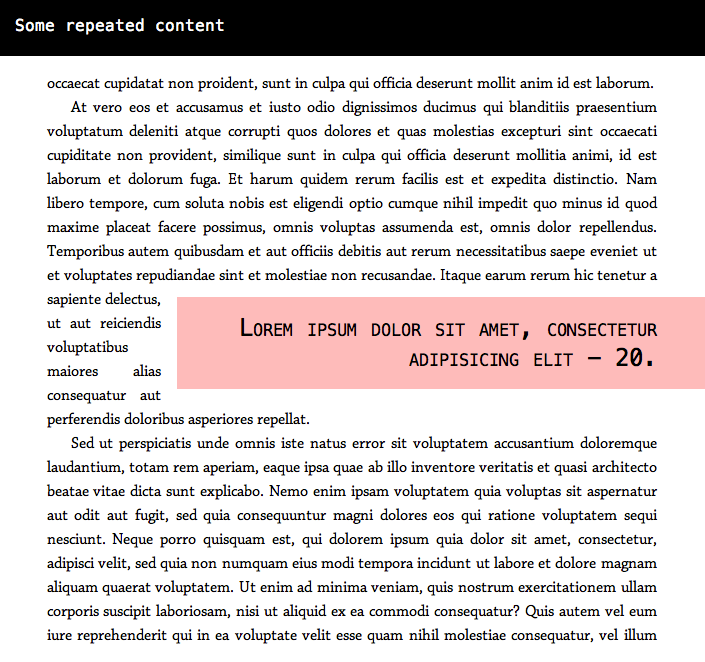 Some repeated content
occaecat cupidatat non proident, sunt in culpa qui officia deserunt mollit anim id est laborum.
At vero eos et accusamus et iusto odio dignissimos ducimus qui blanditiis praesentium
voluptatum deleniti atque corrupti quos dolores et quas molestias excepturi sint occaecati
cupiditate non provident, similique sunt in culpa qui officia deserunt mollitia animi, id est
laborum et dolorum fuga. Et harum quidem rerum facilis est et expedita distinctio. Nam
libero tempore, cum soluta nobis est eligendi optio cumque nihil impedit quo minus id quod
maxime placeat facere possimus, omnis voluptas assumenda est, omnis dolor repellendus.
Temporibus autem quibusdam et aut officiis debitis aut rerum necessitatibus saepe eveniet ut
et voluptates repudiandae sint et molestiae non recusandae. Itaque earum rerum hic tenetur a
sapiente delectus,
ut aut reiciendis
voluptatibus
maiores alias
consequatur aut
perferendis doloribus asperiores repellat.
Lorem ipsum dolor sit amet, consectetur
adipisicing elit – 20.
Sed ut perspiciatis unde omnis iste natus error sit voluptatem accusantium doloremque
laudantium, totam rem aperiam, eaque ipsa quae ab illo inventore veritatis et quasi architecto
beatae vitae dicta sunt explicabo. Nemo enim ipsam voluptatem quia voluptas sit aspernatur
aut odit aut fugit, sed quia consequuntur magni dolores eos qui ratione voluptatem sequi
nesciunt. Neque porro quisquam est, qui dolorem ipsum quia dolor sit amet, consectetur,
adipisci velit, sed quia non numquam eius modi tempora incidunt ut labore et dolore magnam
aliquam quaerat voluptatem. Ut enim ad minima veniam, quis nostrum exercitationem ullam
corporis suscipit laboriosam, nisi ut aliquid ex ea commodi consequatur? Quis autem vel eum
iure reprehenderit qui in ea voluptate velit esse quam nihil molestiae consequatur, vel illum